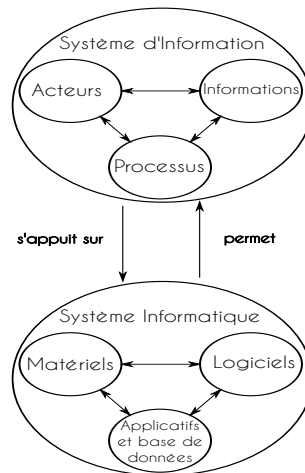 Système d'Information
Acteurs
Informations
Processus
s'appuit sur
permet
Système Informatique
Matériels
Logiciels
Applicatifs
et base de
données